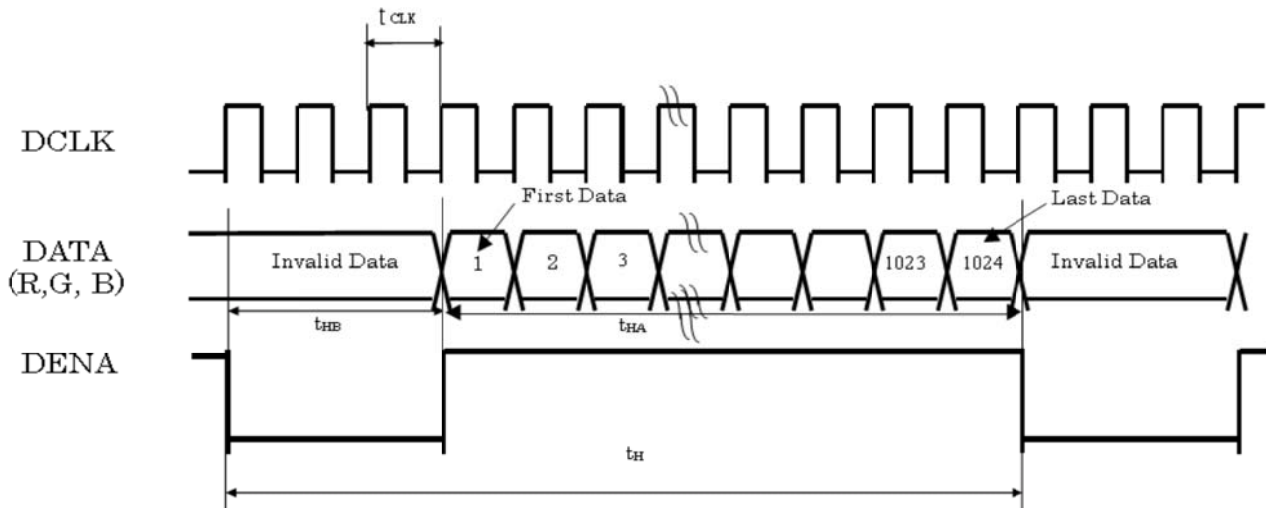 t CLK
DCLK
First Data
Last Data
DATA
(R,G, B)
Invalid Data
1
2
3
1023
1024
Invalid Data
tHB
tHA
DENA
tH